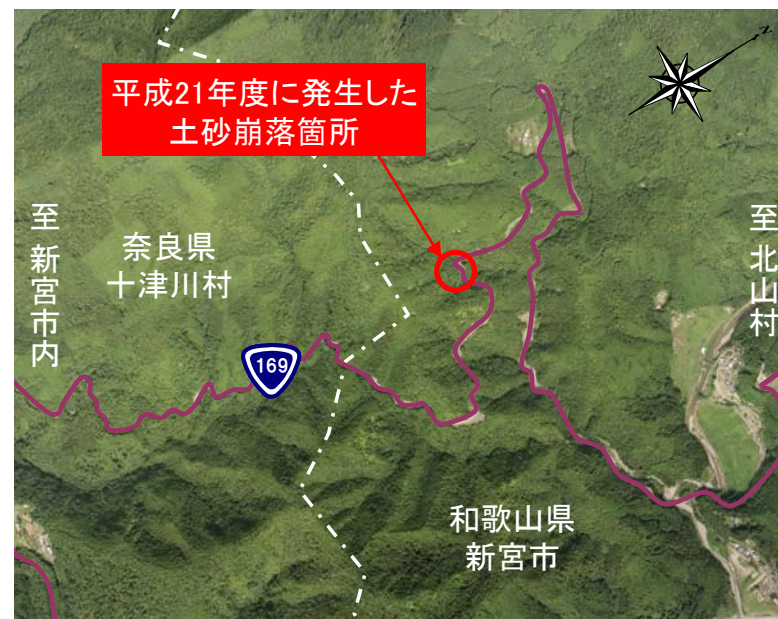 平成21年度に発生した
土砂崩落箇所
至 新宮市内
奈良県
十津川村
169
至 北山村
和歌山県
新宮市
N